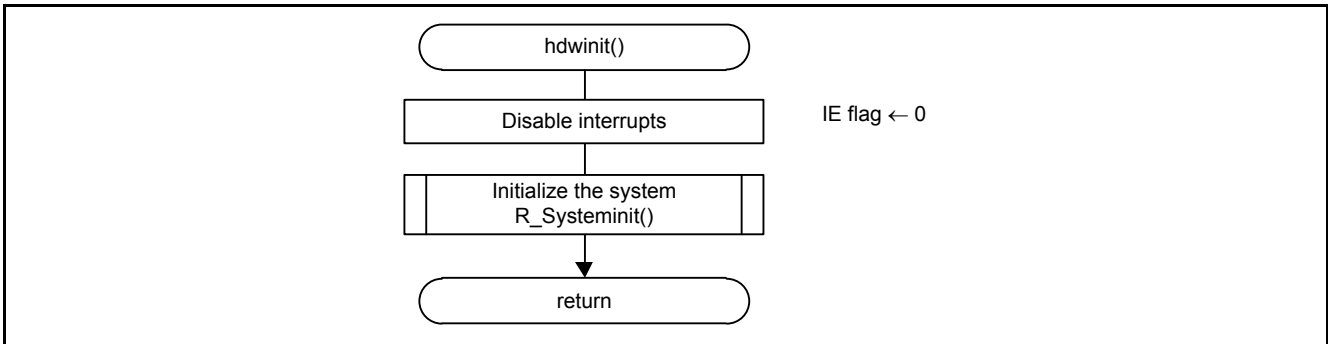 hdwinit()
Disable interrupts
IE flag ← 0
Initialize the system
R_Systeminit()
return